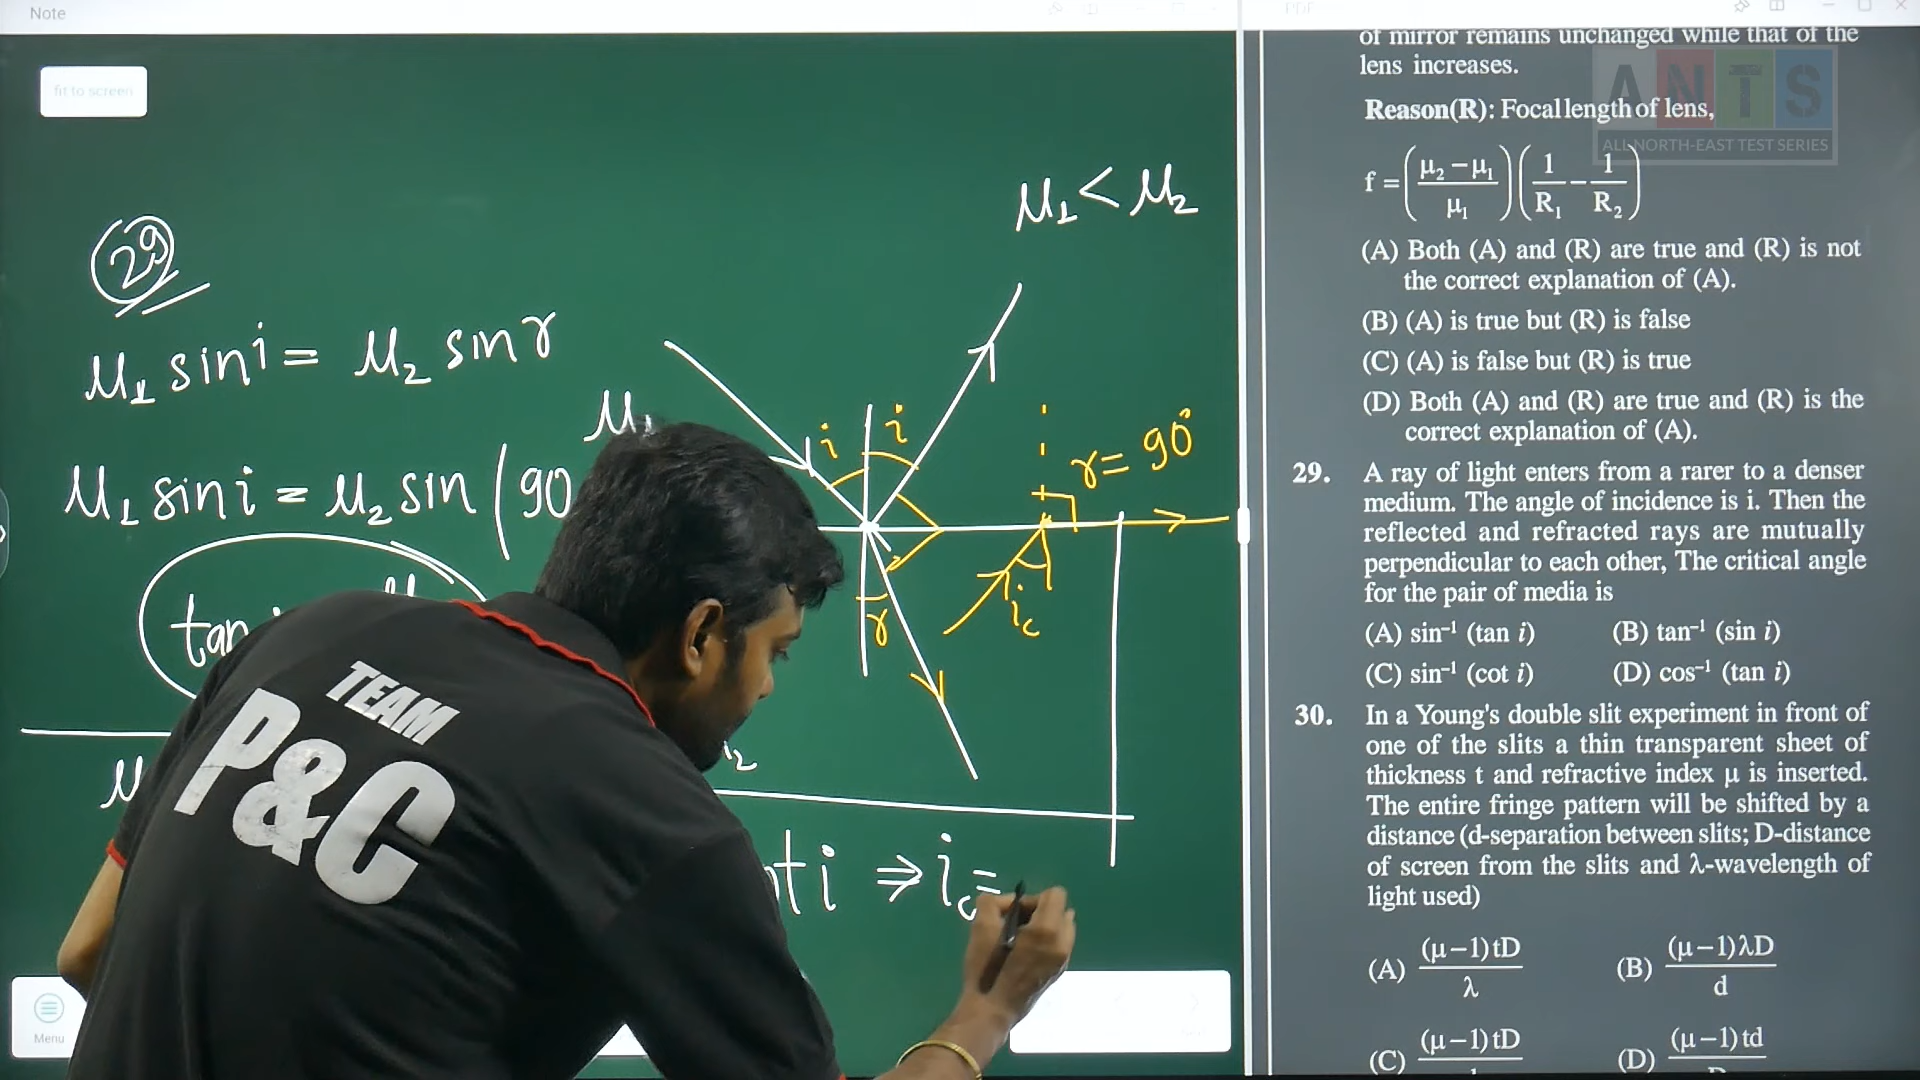 Note
PDF
fit to screen
29
μ₁ < μ₂
μ₁ sin i = μ₂ sin r
μ₁
μ₁ sin i = μ₂ sin (90
i
i
r = 90°
r
i_c
tan
μ
2
t i ⇒ i_c =
Menu
TEAM
P&C
of mirror remains unchanged while that of the
lens increases.
ANTS
ALL NORTH-EAST TEST SERIES
Reason(R): Focal length of lens,
f = ((μ₂ − μ₁)/μ₁)(1/R₁ − 1/R₂)
(A) Both (A) and (R) are true and (R) is not
the correct explanation of (A).
(B) (A) is true but (R) is false
(C) (A) is false but (R) is true
(D) Both (A) and (R) are true and (R) is the
correct explanation of (A).
29. A ray of light enters from a rarer to a denser
medium. The angle of incidence is i. Then the
reflected and refracted rays are mutually
perpendicular to each other, The critical angle
for the pair of media is
(A) sin⁻¹ (tan i) (B) tan⁻¹ (sin i)
(C) sin⁻¹ (cot i) (D) cos⁻¹ (tan i)
30. In a Young's double slit experiment in front of
one of the slits a thin transparent sheet of
thickness t and refractive index μ is inserted.
The entire fringe pattern will be shifted by a
distance (d-separation between slits; D-distance
of screen from the slits and λ-wavelength of
light used)
(A) (μ−1)tD/λ (B) (μ−1)λD/d
(C) (μ−1)tD (D) (μ−1)td